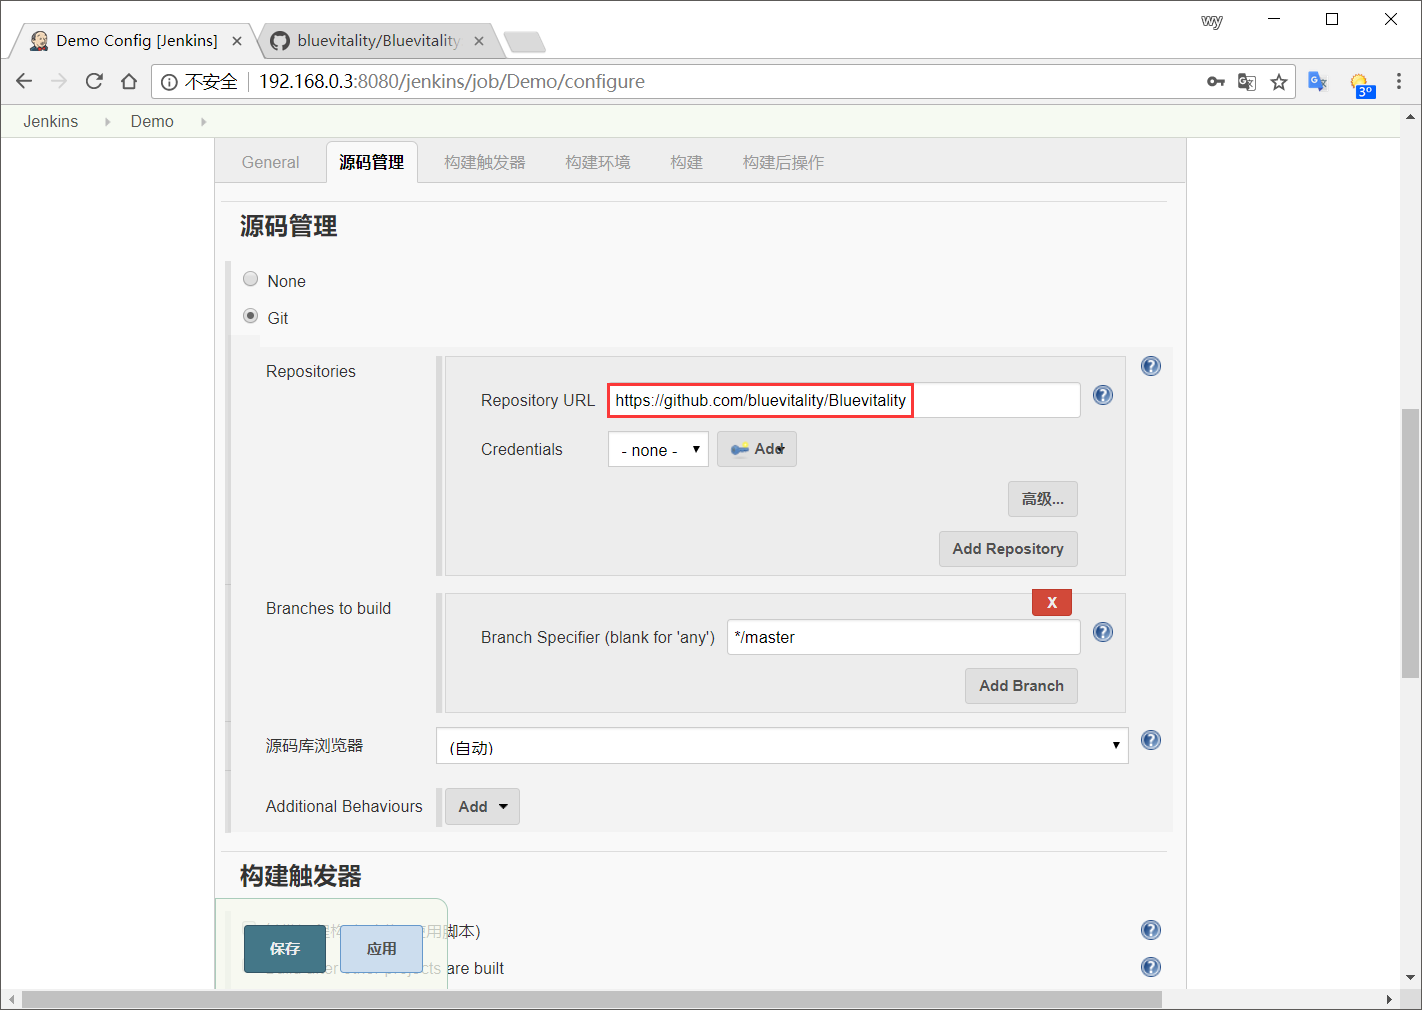 wy
Demo Config [Jenkins]
bluevitality/Bluevitality
不安全 192.168.0.3:8080/jenkins/job/Demo/configure
3°
Jenkins Demo
General 源码管理 构建触发器 构建环境 构建 构建后操作
源码管理
None
Git
Repositories
Repository URL https://github.com/bluevitality/Bluevitality
Credentials - none - Add
高级...
Add Repository
Branches to build
X
Branch Specifier (blank for 'any') */master
Add Branch
源码库浏览器 (自动)
Additional Behaviours Add
构建触发器
使用脚本)
保存 应用
are built